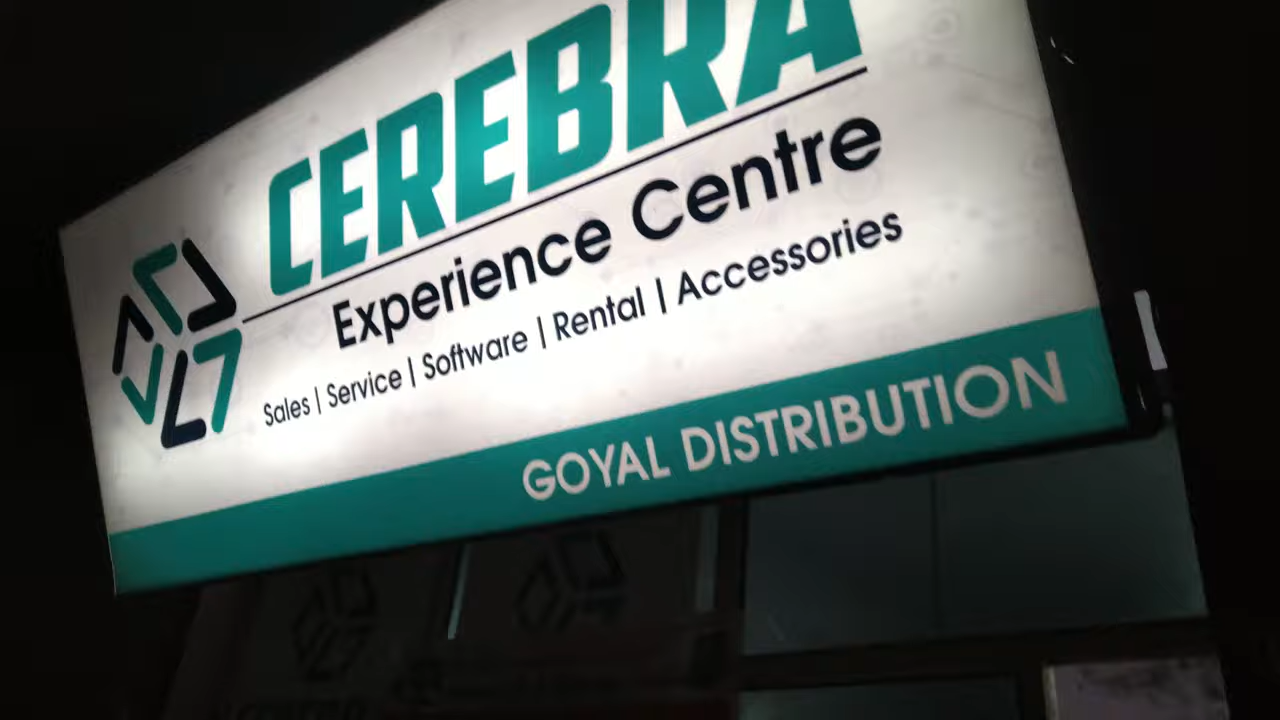 CEREBRA
Experience Centre
Sales | Service | Software | Rental | Accessories
GOYAL DISTRIBUTION